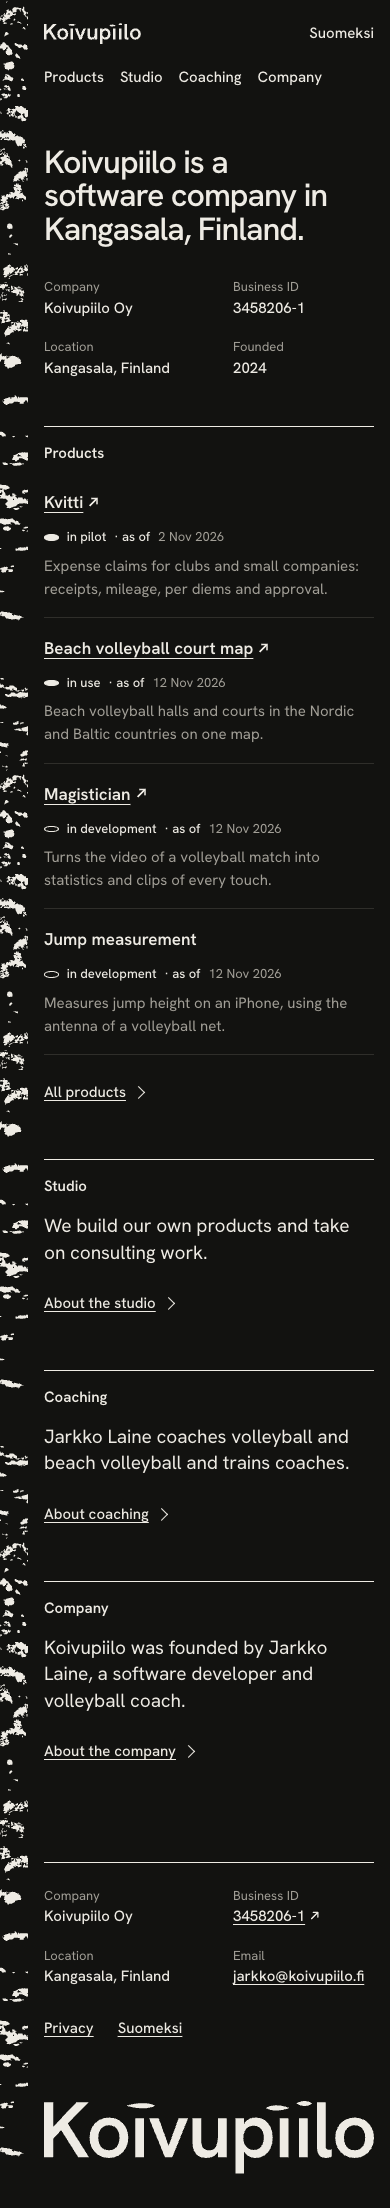 Koivupiilo
Suomeksi
Products Studio Coaching Company
Koivupiilo is a
software company in
Kangasala, Finland.
Company
Koivupiilo Oy
Business ID
3458206-1
Location
Kangasala, Finland
Founded
2024
Products
Kvitti ↗
in pilot · as of 2 Nov 2026
Expense claims for clubs and small companies:
receipts, mileage, per diems and approval.
Beach volleyball court map ↗
in use · as of 12 Nov 2026
Beach volleyball halls and courts in the Nordic
and Baltic countries on one map.
Magistician ↗
in development · as of 12 Nov 2026
Turns the video of a volleyball match into
statistics and clips of every touch.
Jump measurement
in development · as of 12 Nov 2026
Measures jump height on an iPhone, using the
antenna of a volleyball net.
All products
Studio
We build our own products and take
on consulting work.
About the studio
Coaching
Jarkko Laine coaches volleyball and
beach volleyball and trains coaches.
About coaching
Company
Koivupiilo was founded by Jarkko
Laine, a software developer and
volleyball coach.
About the company
Company
Koivupiilo Oy
Business ID
3458206-1 ↗
Location
Kangasala, Finland
Email
jarkko@koivupiilo.fi
Privacy Suomeksi
Koivupiilo